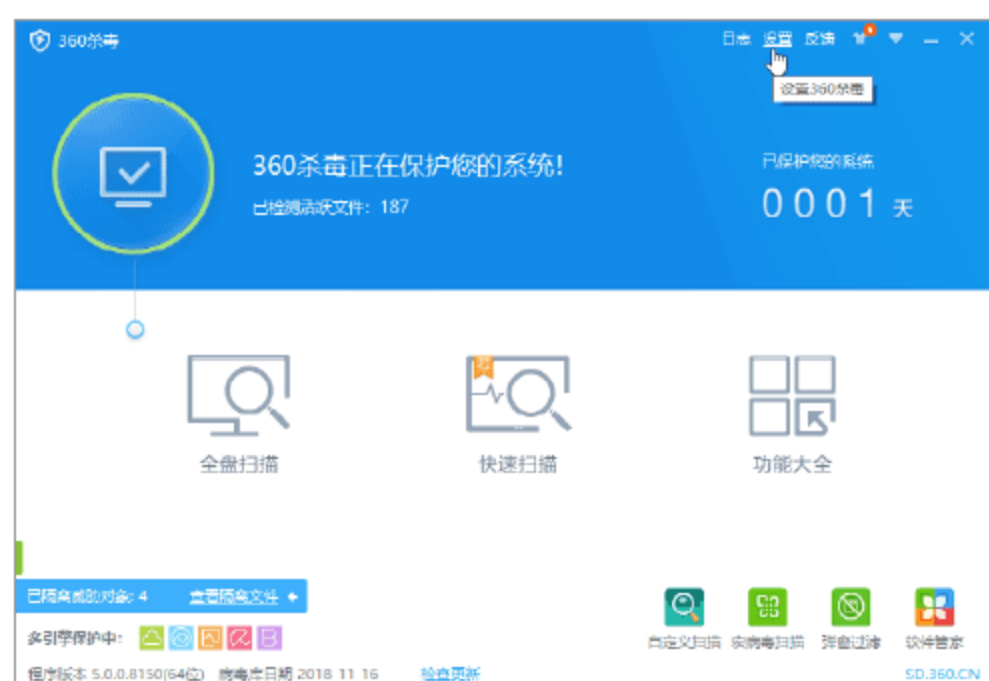 360杀毒
日志 设置 反馈
设置360杀毒
360杀毒正在保护您的系统!
已检测活跃文件: 187
已保护您的系统
0001 天
荐
全盘扫描
快速扫描
功能大全
已隔离威胁对象: 4 查看隔离文件
多引擎保护中:
自定义扫描 宏病毒扫描 弹窗过滤 软件管家
程序版本 5.0.0.8150(64位) 病毒库日期 2018-11-16 检查更新
SD.360.CN